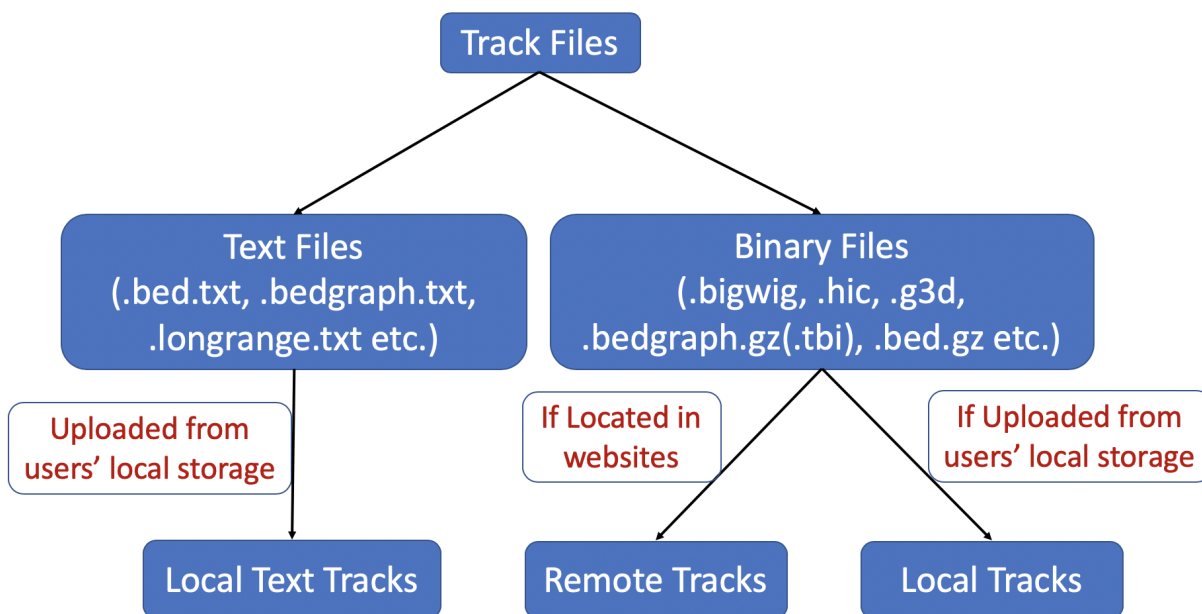 Track Files
Text Files
(.bed.txt, .bedgraph.txt,
.longrange.txt etc.)
Binary Files
(.bigwig, .hic, .g3d,
.bedgraph.gz(.tbi), .bed.gz etc.)
Uploaded from
users’ local storage
If Located in
websites
If Uploaded from
users’ local storage
Local Text Tracks
Remote Tracks
Local Tracks